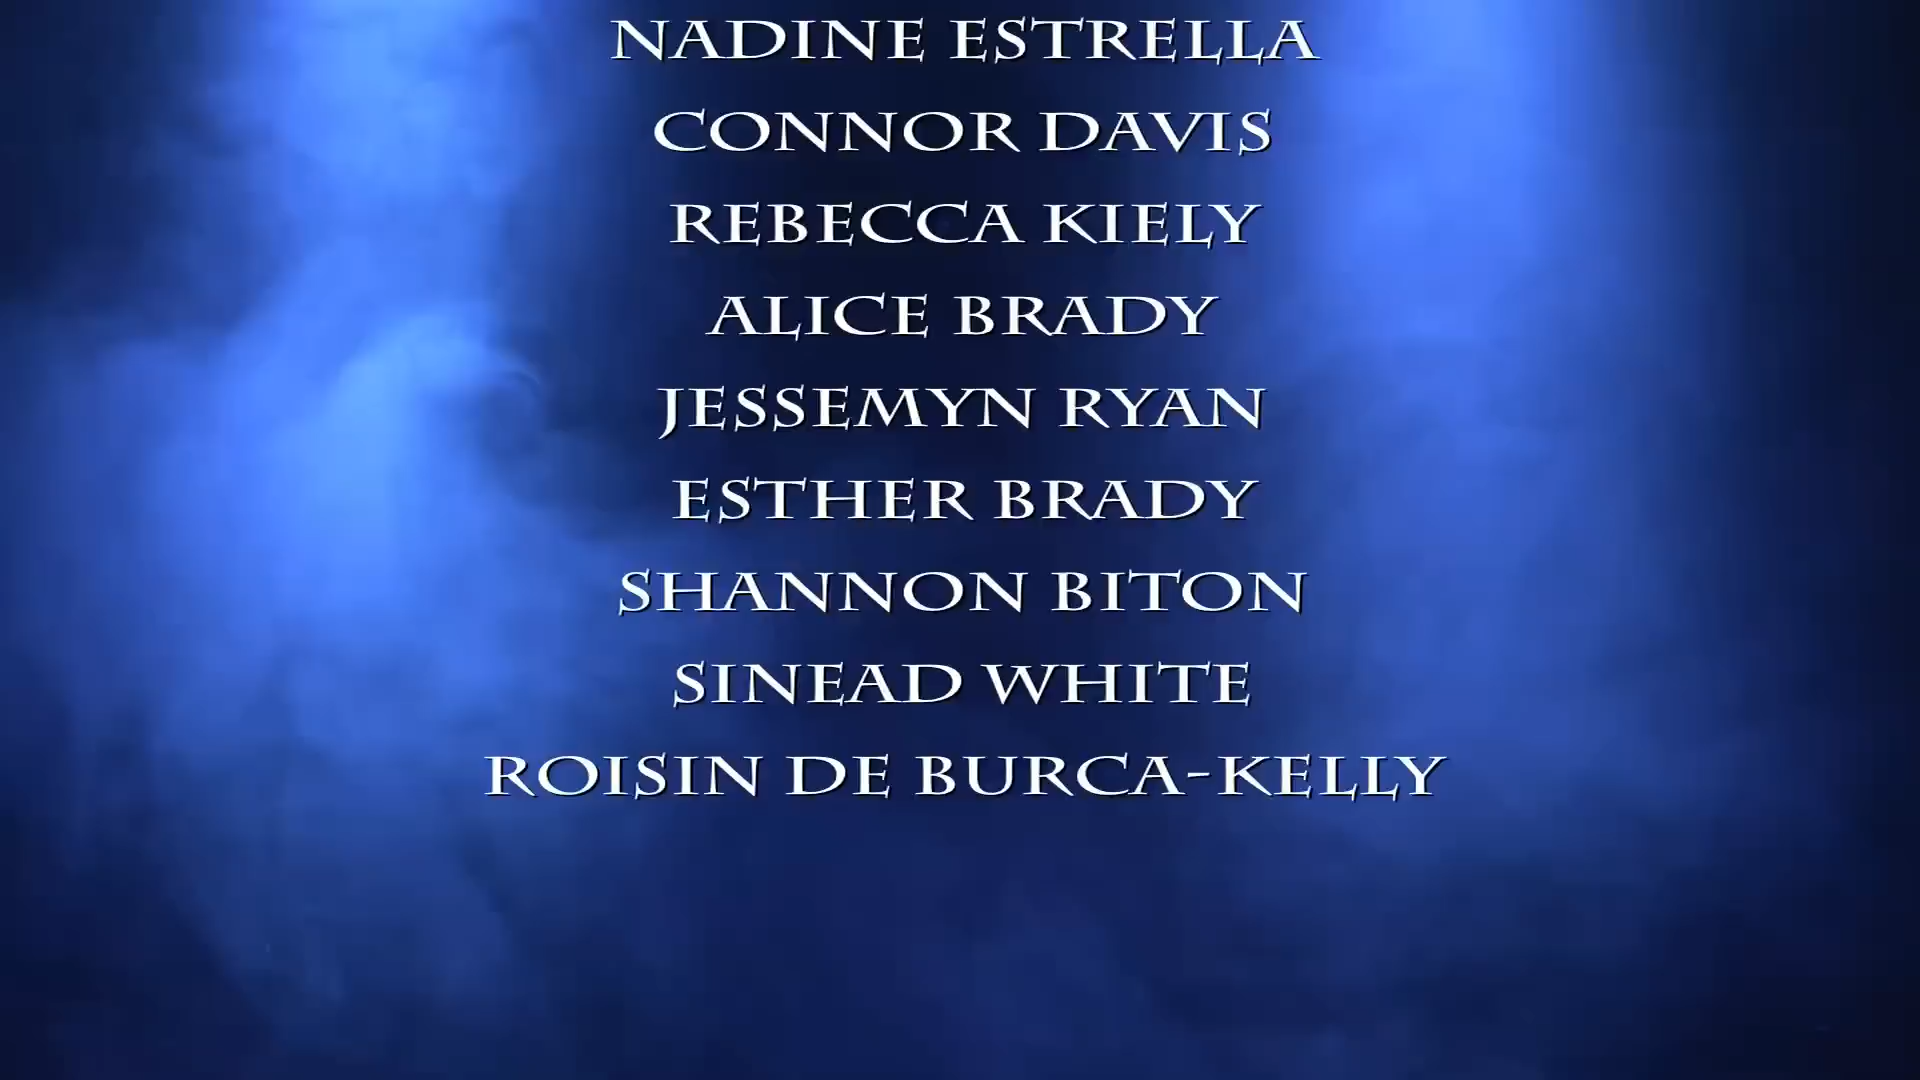 NADINE ESTRELLA
CONNOR DAVIS
REBECCA KIELY
ALICE BRADY
JESSEMYN RYAN
ESTHER BRADY
SHANNON BITON
SINEAD WHITE
ROISIN DE BURCA-KELLY